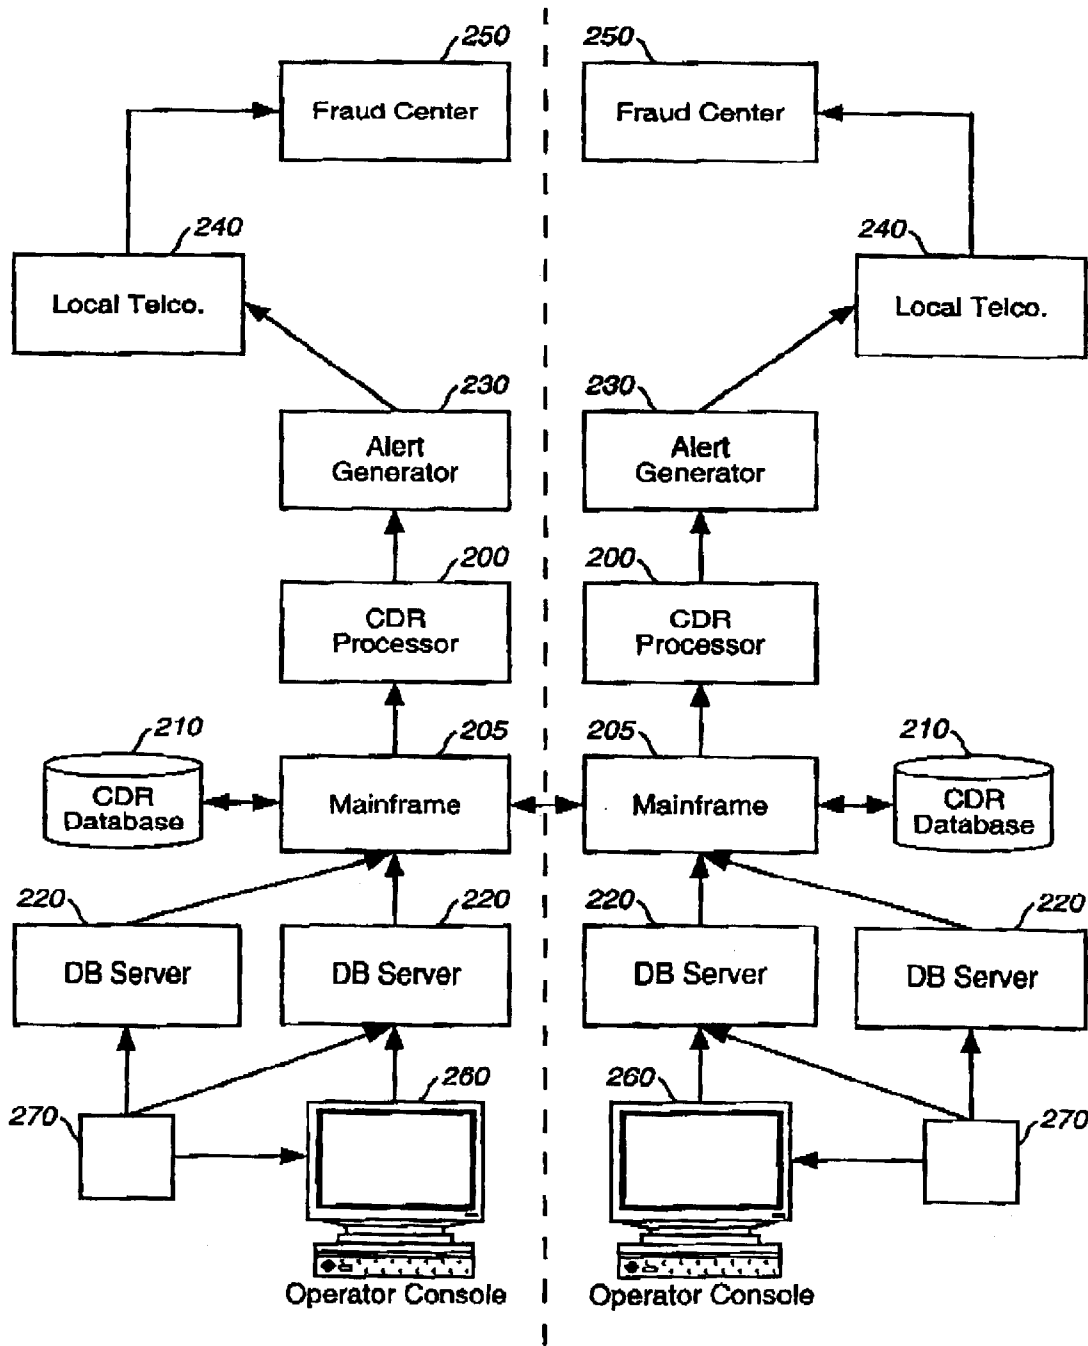 250
250
Fraud Center
Fraud Center
240
240
Local Telco.
Local Telco.
230
230
Alert
Generator
Alert
Generator
200
200
CDR
Processor
CDR
Processor
210
205
205
210
CDR
Database
Mainframe
Mainframe
CDR
Database
220
220
220
220
DB Server
DB Server
DB Server
DB Server
270
260
260
270
Operator Console
Operator Console